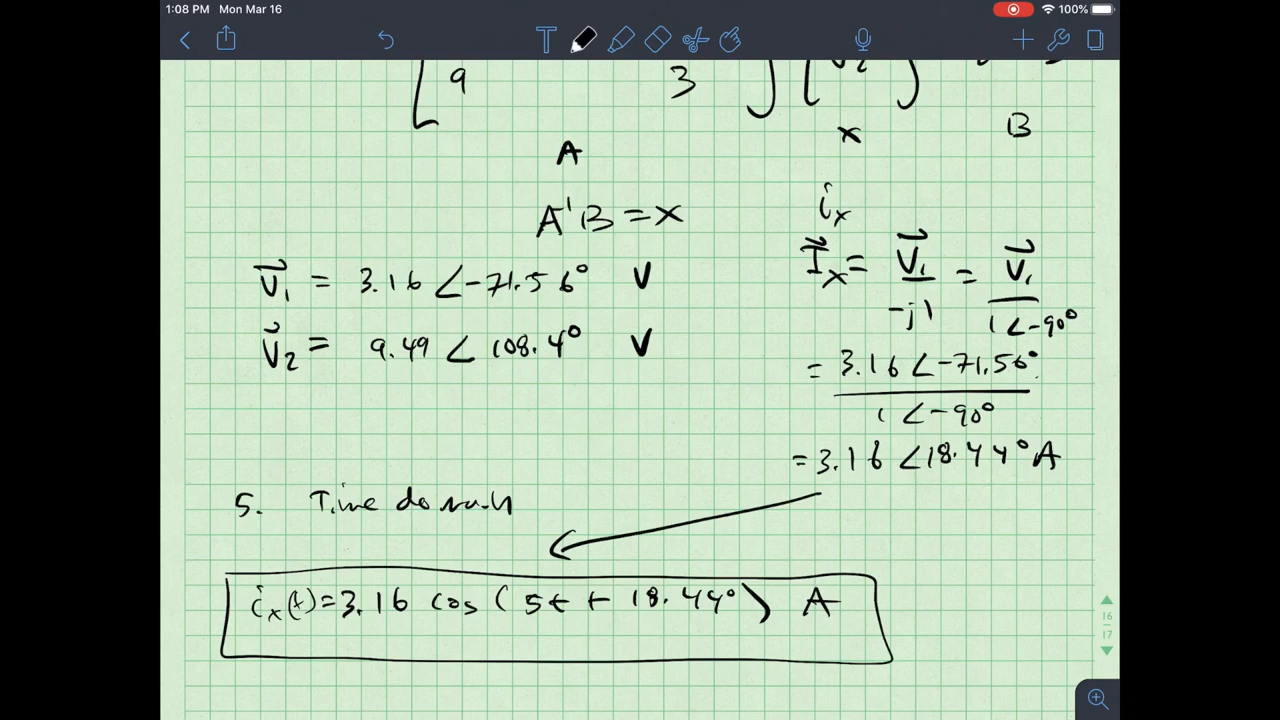 1:08 PM Mon Mar 16
100%
T
9 3
x
B
A
A⁻¹B = x
i_x
V⃗₁ = 3.16 ∠-71.56° V
V⃗₂ = 9.49 ∠ 108.4° V
I⃗_x = V⃗₁ / -j1 = V⃗₁ / 1∠-90°
= 3.16 ∠-71.56° / 1∠-90°
= 3.16 ∠18.44° A
5. Time domain
i_x(t) = 3.16 cos(5t + 18.44°) A
16
17